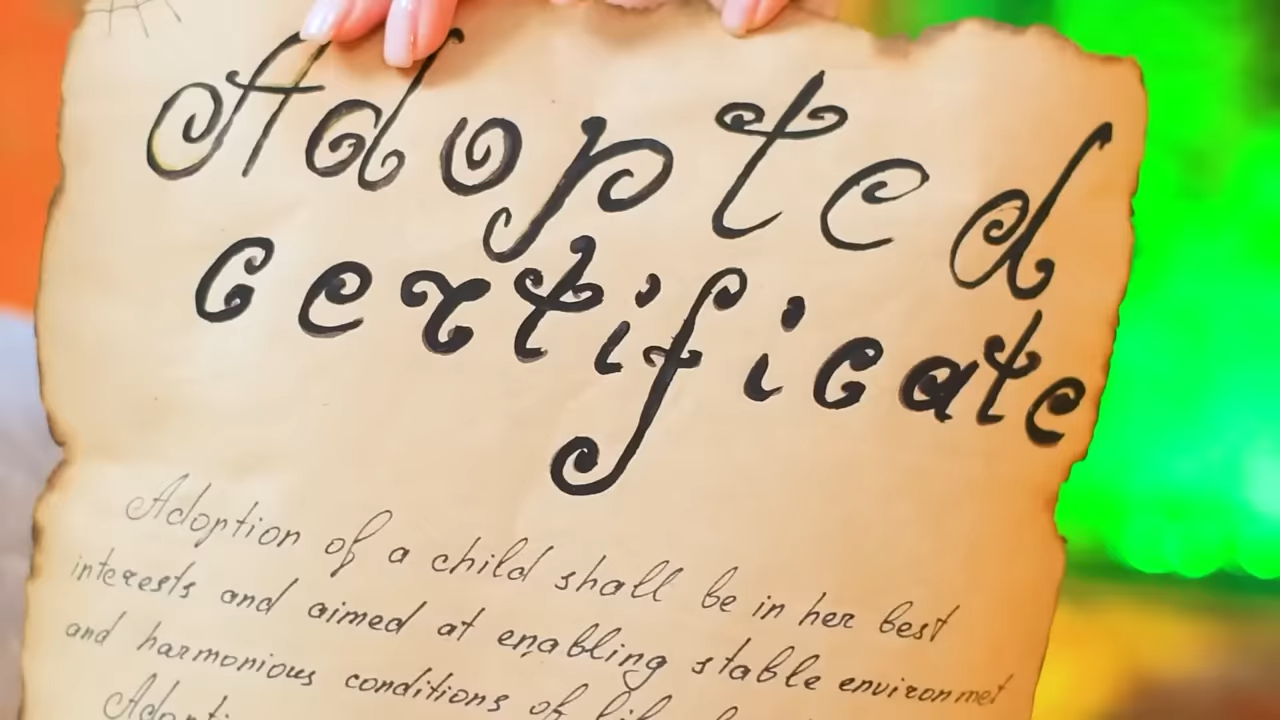 Adopted
certificate
Adoption of a child shall be in her best
interests and aimed at enabling stable environmet
and harmonious conditions of